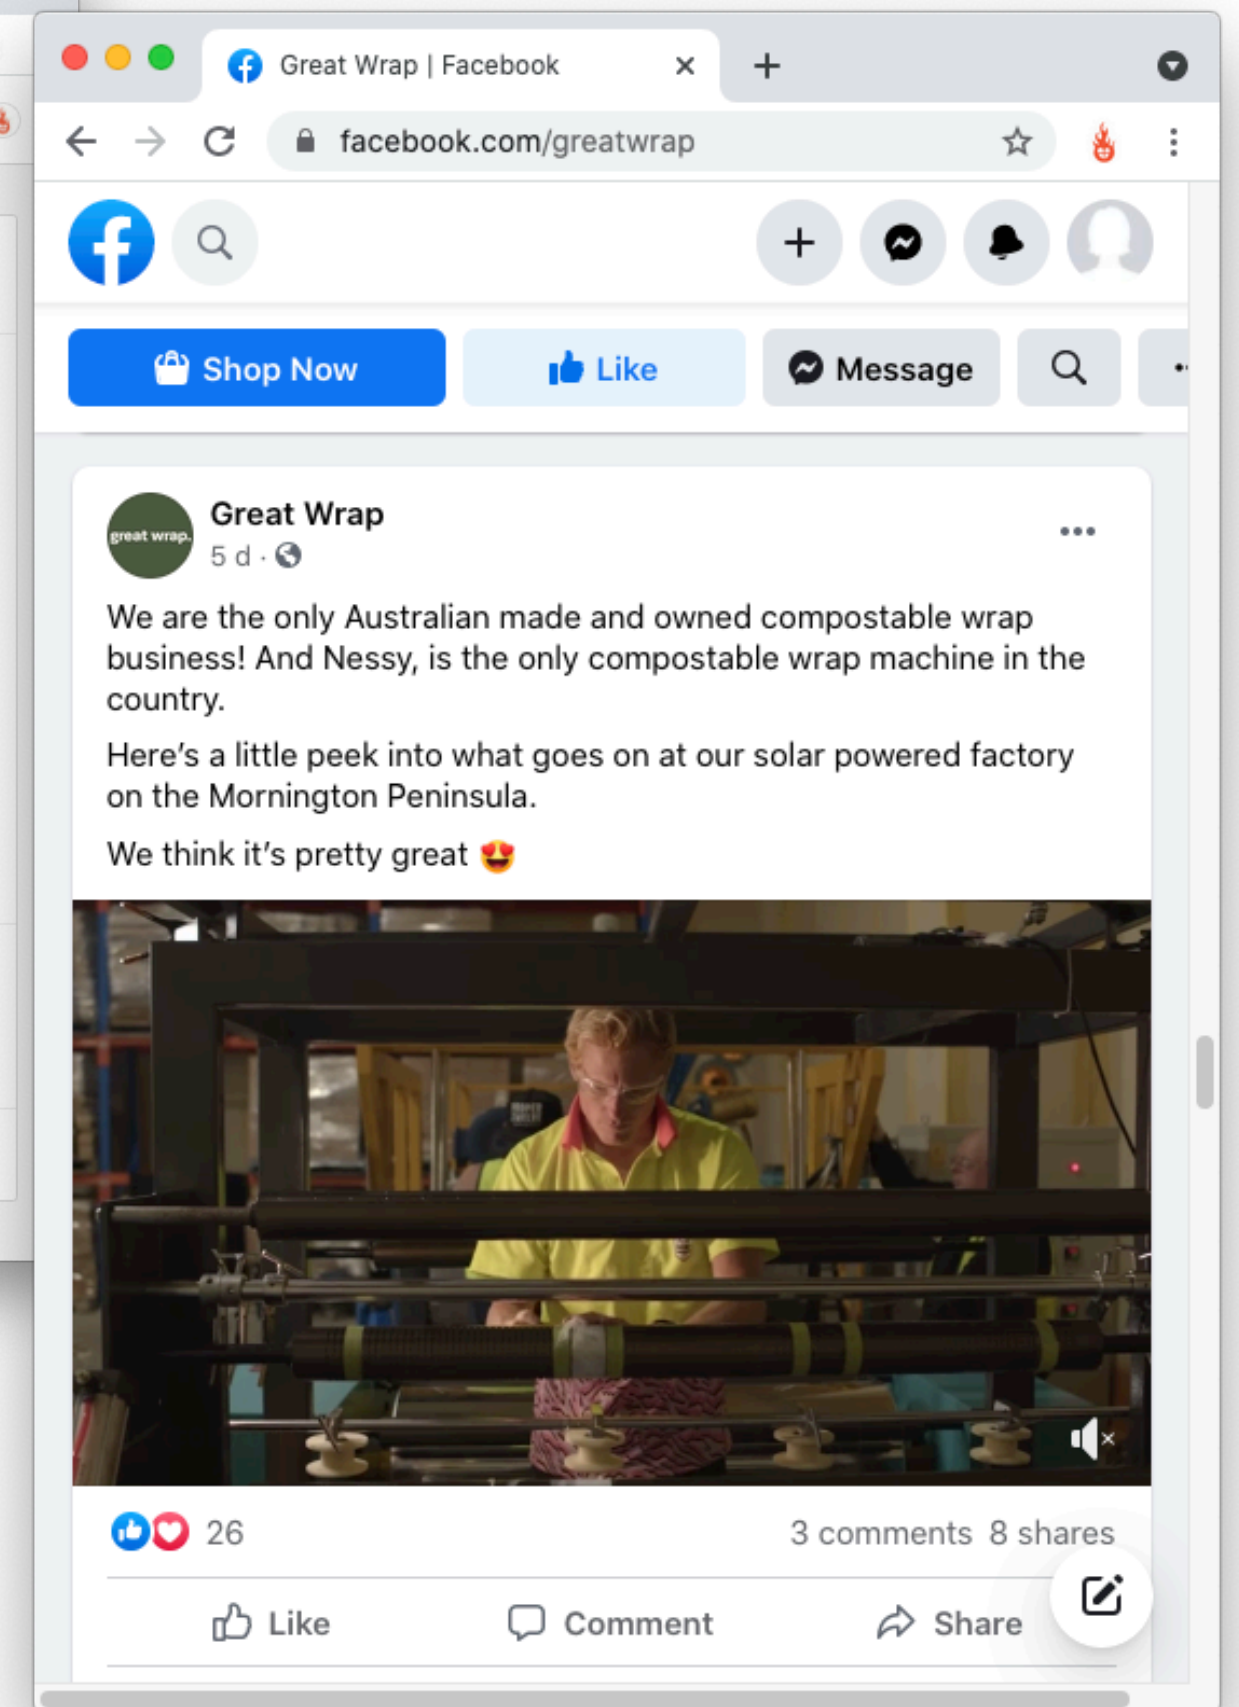 Great Wrap | Facebook
facebook.com/greatwrap
Shop Now
Like
Message
great wrap.
Great Wrap
5 d ·
We are the only Australian made and owned compostable wrap
business! And Nessy, is the only compostable wrap machine in the
country.
Here's a little peek into what goes on at our solar powered factory
on the Mornington Peninsula.
We think it's pretty great 😍
26
3 comments 8 shares
Like
Comment
Share